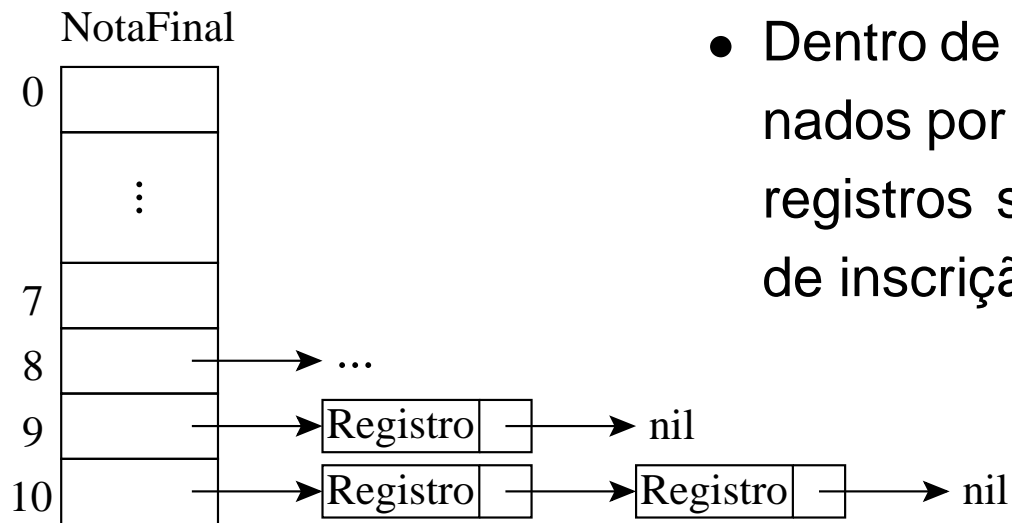 NotaFinal
0
⋮
7
8 ...
9 Registro nil
10 Registro Registro nil
• Dentro de
nados por
registros s
de inscriçã